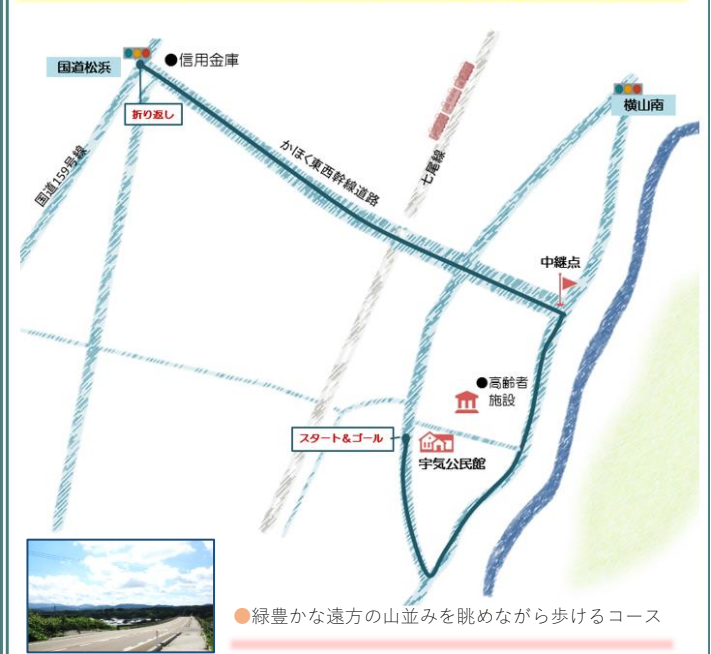 国道松浜
●信用金庫
折り返し
横山南
国道159号線
かほく東西幹線道路
七尾線
中継点
●高齢者
施設
スタート&ゴール
宇気公民館
●緑豊かな遠方の山並みを眺めながら歩けるコース